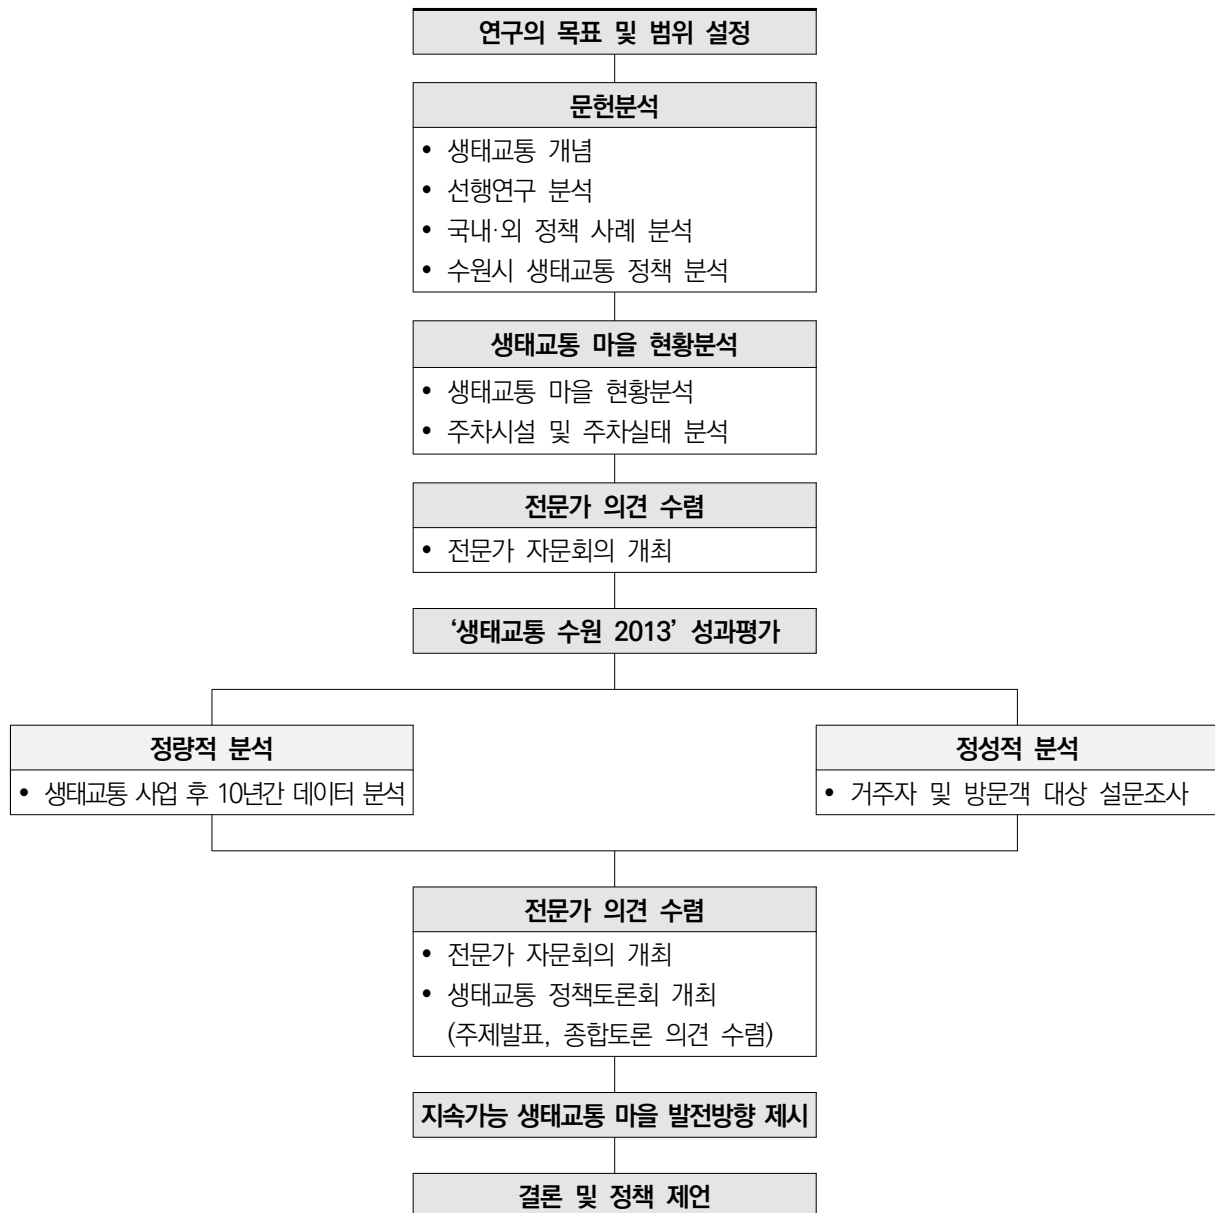 연구의 목표 및 범위 설정
문헌분석
• 생태교통 개념
• 선행연구 분석
• 국내·외 정책 사례 분석
• 수원시 생태교통 정책 분석
생태교통 마을 현황분석
• 생태교통 마을 현황분석
• 주차시설 및 주차실태 분석
전문가 의견 수렴
• 전문가 자문회의 개최
‘생태교통 수원 2013’ 성과평가
정량적 분석
• 생태교통 사업 후 10년간 데이터 분석
정성적 분석
• 거주자 및 방문객 대상 설문조사
전문가 의견 수렴
• 전문가 자문회의 개최
• 생태교통 정책토론회 개최
(주제발표, 종합토론 의견 수렴)
지속가능 생태교통 마을 발전방향 제시
결론 및 정책 제언